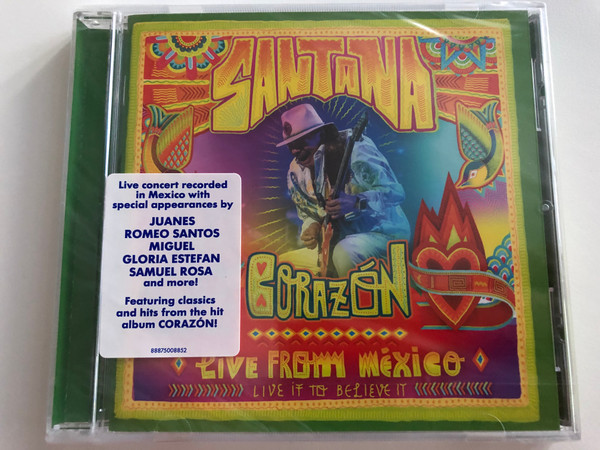 SANTANA
Live concert recorded
in Mexico with
special appearances by
JUANES
ROMEO SANTOS
MIGUEL
GLORIA ESTEFAN
SAMUEL ROSA
and more!
Featuring classics
and hits from the hit
album CORAZÓN!
88875008852
CORAZÓN
LIVE FROM MÉXICO
LIVE IT TO BELIEVE IT